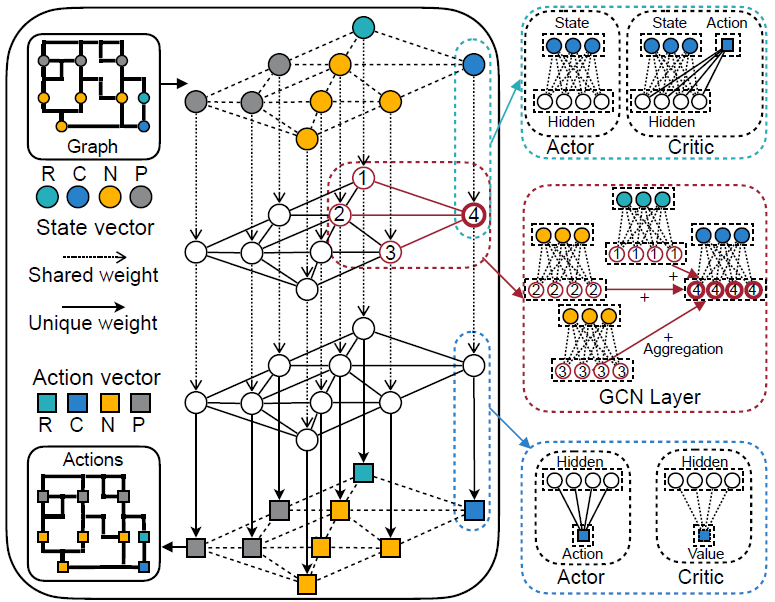 Graph
R C N P
State vector
Shared weight
Unique weight
Action vector
R C N P
Actions
1
2
4
3
State
Hidden
Actor
State Action
Hidden
Critic
1 1 1 1
+
2 2 2 2
+
4 4 4 4
+
Aggregation
3 3 3 3
GCN Layer
Hidden
Action
Actor
Hidden
Value
Critic